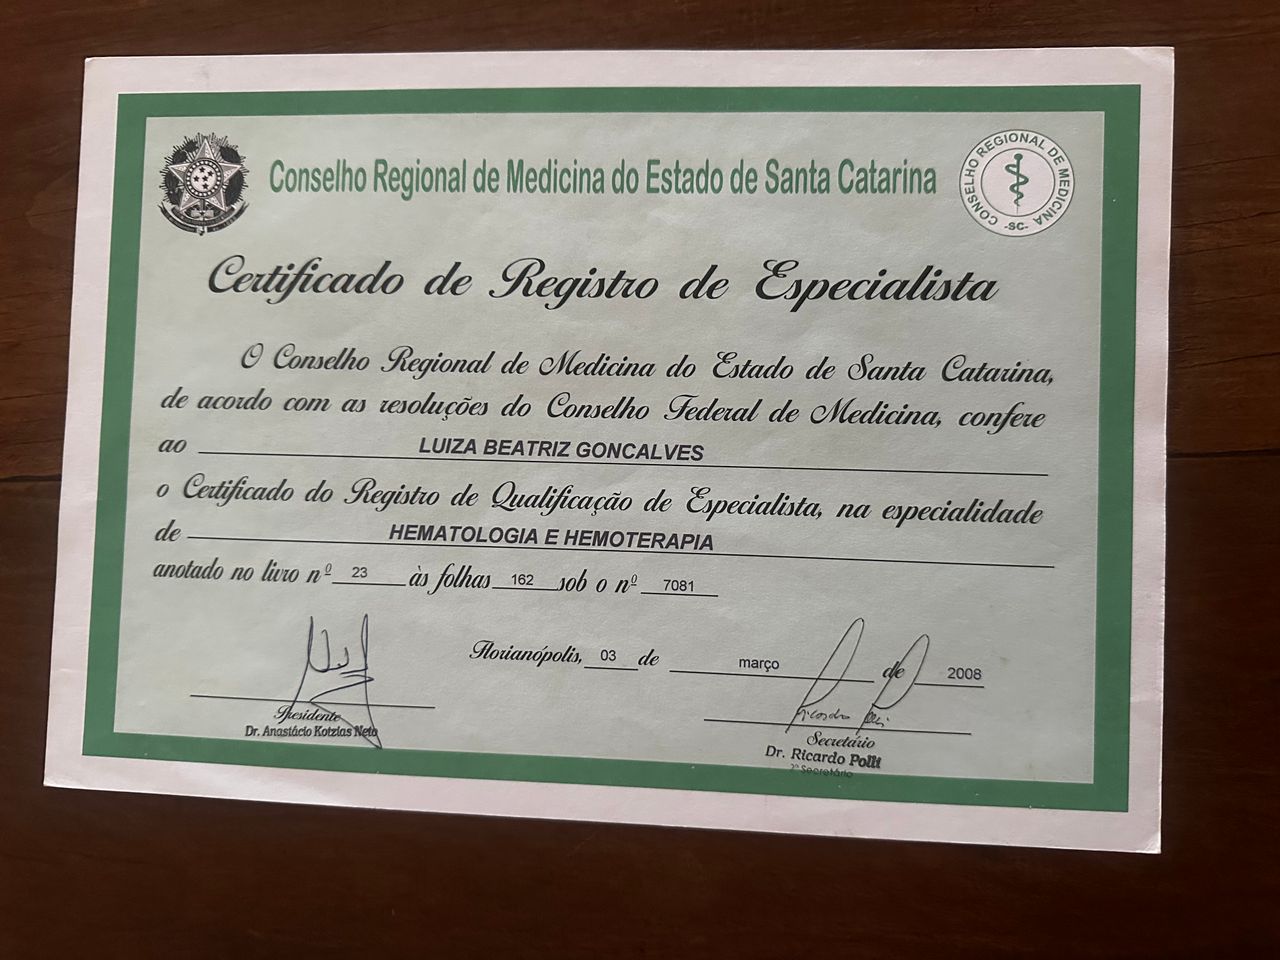 Conselho Regional de Medicina do Estado de Santa Catarina
CONSELHO REGIONAL DE MEDICINA
-SC-
Certificado de Registro de Especialista
O Conselho Regional de Medicina do Estado de Santa Catarina,
de acordo com as resoluções do Conselho Federal de Medicina, confere
ao LUIZA BEATRIZ GONCALVES
o Certificado do Registro de Qualificação de Especialista, na especialidade
de HEMATOLOGIA E HEMOTERAPIA
anotado no livro nº 23 às folhas 162 sob o nº 7081
Florianópolis, 03 de março de 2008
Presidente
Dr. Anastácio Kotzias Neto
Secretário
Dr. Ricardo Polli
2º Secretário